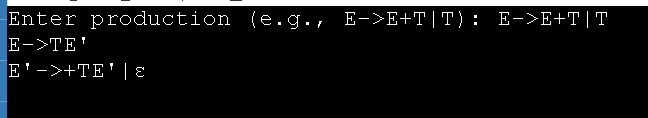 Enter production (e.g., E->E+T|T): E->E+T|T
E->TE'
E'->+TE'|ε